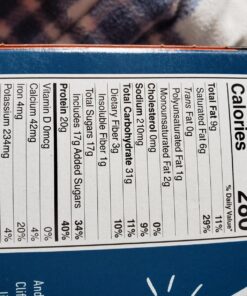 Calories
% Daily Value*
Total Fat 9g 11%
Saturated Fat 6g 29%
Trans Fat 0g
Polyunsaturated Fat 1g
Monounsaturated Fat 2g
Cholesterol 0mg 0%
Sodium 210mg 9%
Total Carbohydrate 31g 11%
Dietary Fiber 3g 10%
Insoluble Fiber 1g
Total Sugars 17g
Includes 17g Added Sugars 34%
Protein 20g 40%
Vitamin D 0mcg 0%
Calcium 42mg 4%
Iron 4mg 20%
Potassium 234mg 4%